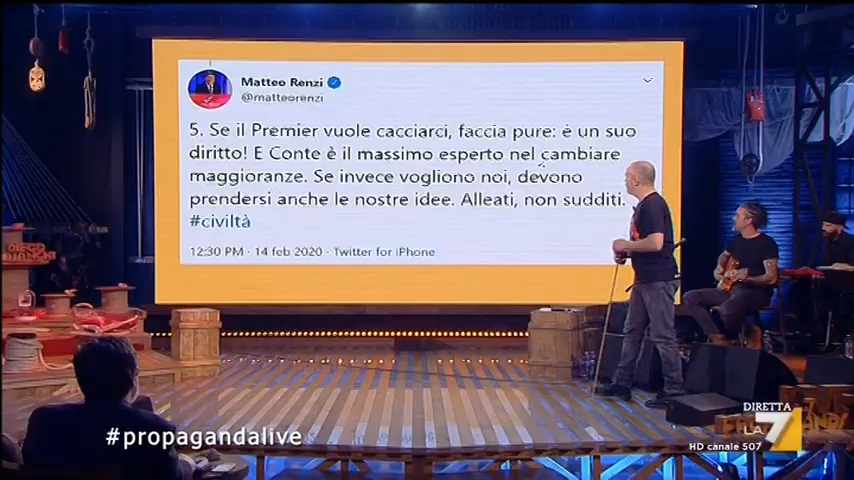 Matteo Renzi
@matteorenzi
5. Se il Premier vuole cacciarci, faccia pure: è un suo
diritto! E Conte è il massimo esperto nel cambiare
maggioranze. Se invece vogliono noi, devono
prendersi anche le nostre idee. Alleati, non sudditi.
#civiltà
12:30 PM · 14 feb 2020 · Twitter for iPhone
DIEGO
#propagandalive
DIRETTA
LA 7
HD canale 507